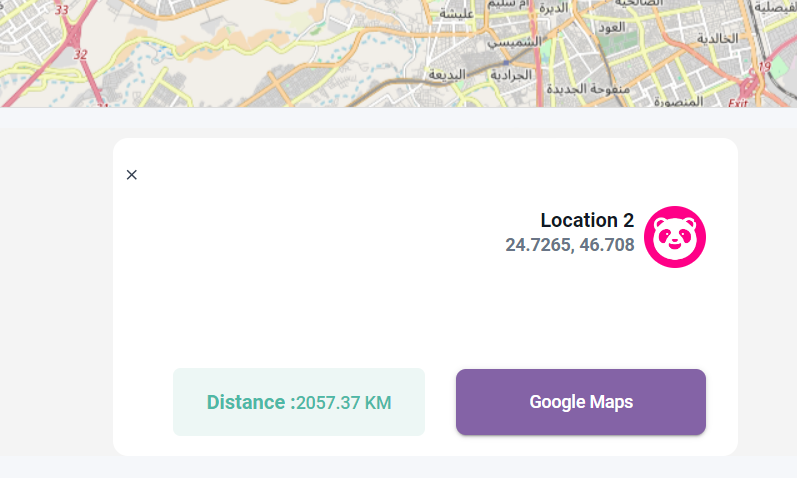 33
32
عليشة
أم سليم
الديرة
الصالحية
العود
الخالدية
الفيصلية
الشميسي
19
البديعة
الجرادية
منفوحة الجديدة
المنصورة
Exit
×
Location 2
24.7265, 46.708
Distance :2057.37 KM
Google Maps